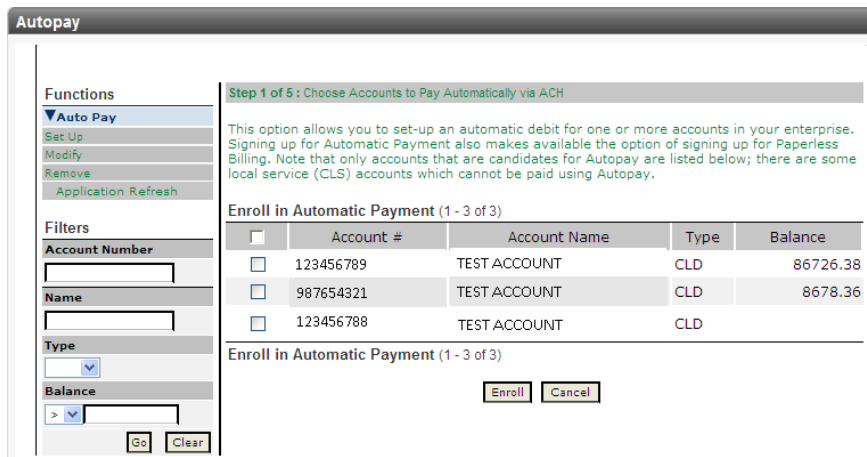 Autopay
Functions
▼Auto Pay
Set Up
Modify
Remove
Application Refresh
Filters
Account Number
Name
Type
Balance
>
Go Clear
Step 1 of 5 : Choose Accounts to Pay Automatically via ACH
This option allows you to set-up an automatic debit for one or more accounts in your enterprise.
Signing up for Automatic Payment also makes available the option of signing up for Paperless
Billing. Note that only accounts that are candidates for Autopay are listed below; there are some
local service (CLS) accounts which cannot be paid using Autopay.
Enroll in Automatic Payment (1 - 3 of 3)
Account # Account Name Type Balance
123456789 TEST ACCOUNT CLD 86726.38
987654321 TEST ACCOUNT CLD 8678.36
123456788 TEST ACCOUNT CLD
Enroll in Automatic Payment (1 - 3 of 3)
Enroll Cancel